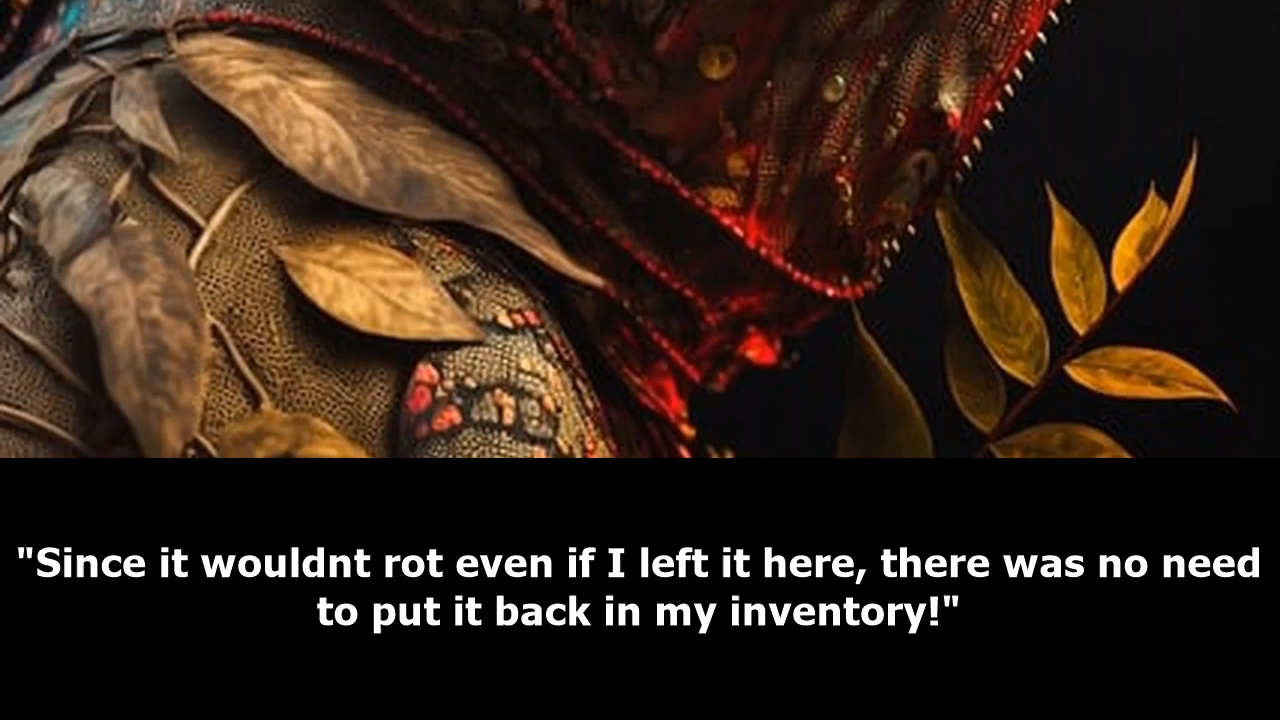 "Since it wouldnt rot even if I left it here, there was no need
to put it back in my inventory!"